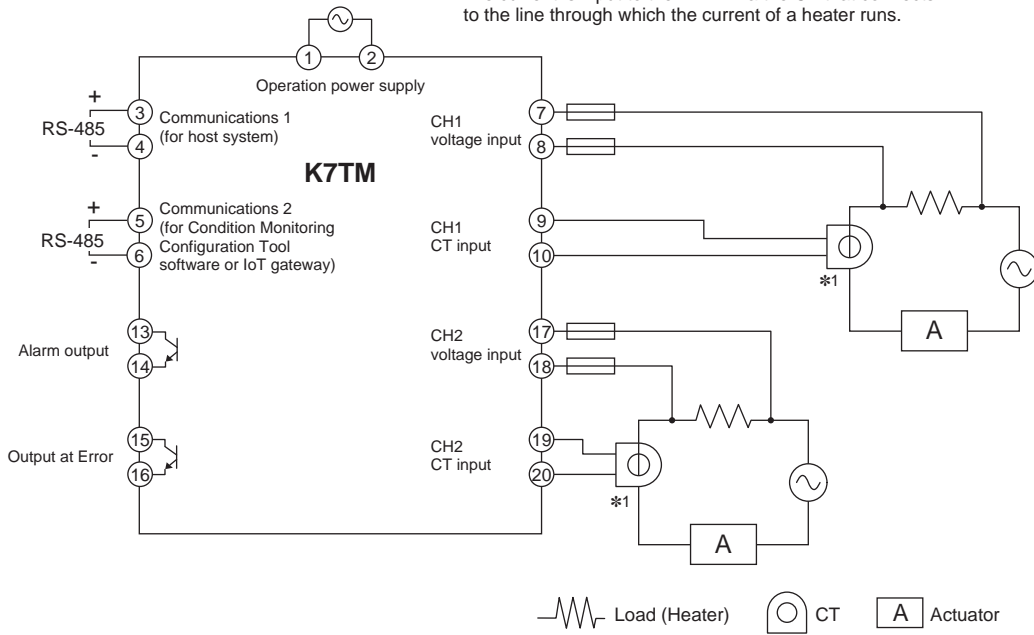 to the line through which the current of a heater runs.
1 2
Operation power supply
+
RS-485
-
3
4
Communications 1
(for host system)
K7TM
+
RS-485
-
5
6
Communications 2
(for Condition Monitoring
Configuration Tool
software or IoT gateway)
Alarm output
13
14
Output at Error
15
16
CH1
voltage input
7
8
CH1
CT input
9
10
*1
A
CH2
voltage input
17
18
CH2
CT input
19
20
*1
A
Load (Heater) CT A Actuator